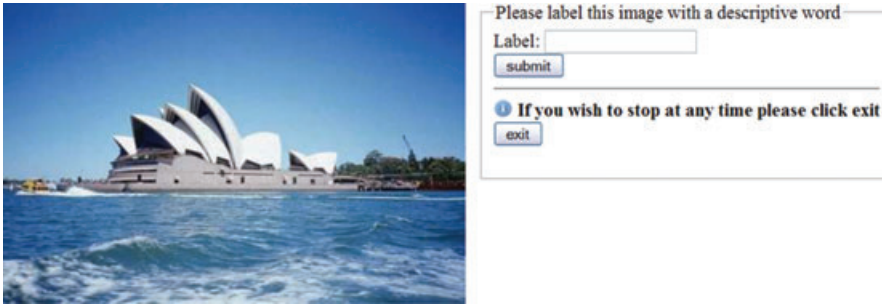 Please label this image with a descriptive word
Label:
submit
If you wish to stop at any time please click exit
exit